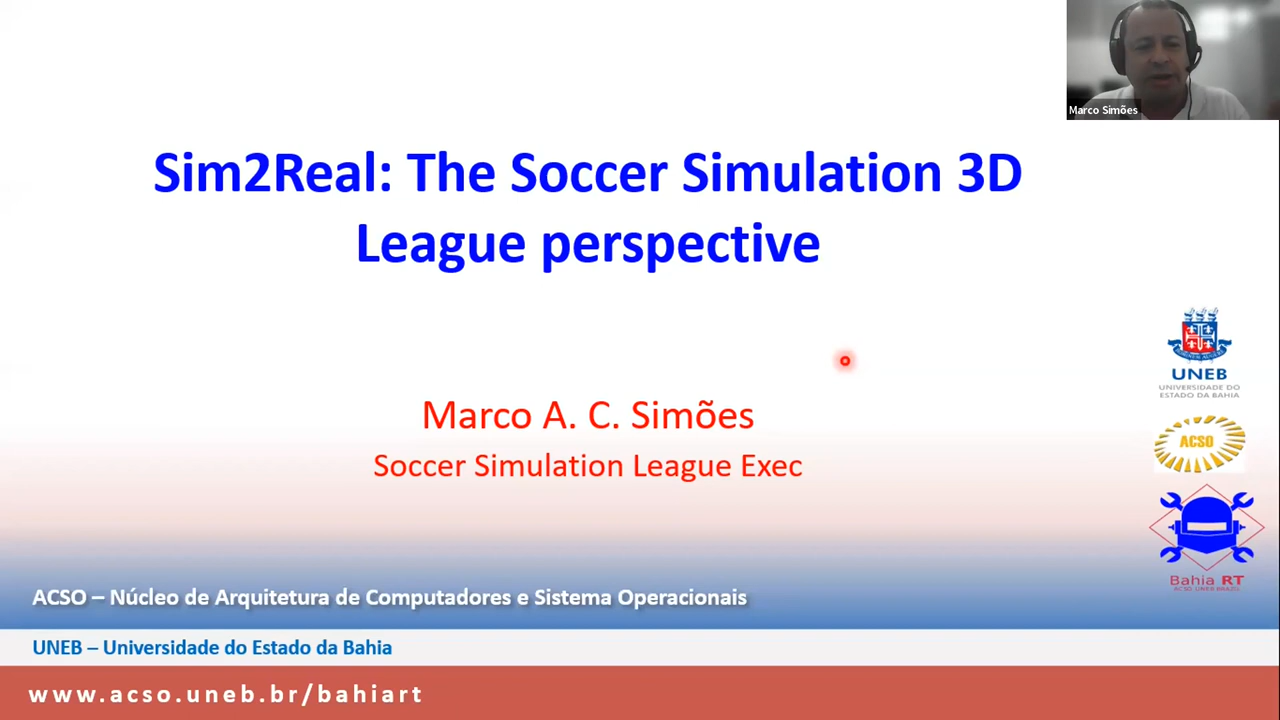 Marco Simões
Sim2Real: The Soccer Simulation 3D
League perspective
Marco A. C. Simões
Soccer Simulation League Exec
UNEB
UNIVERSIDADE DO
ESTADO DA BAHIA
ACSO
Bahia RT
ACSO – Núcleo de Arquitetura de Computadores e Sistema Operacionais
UNEB – Universidade do Estado da Bahia
www.acso.uneb.br/bahiart